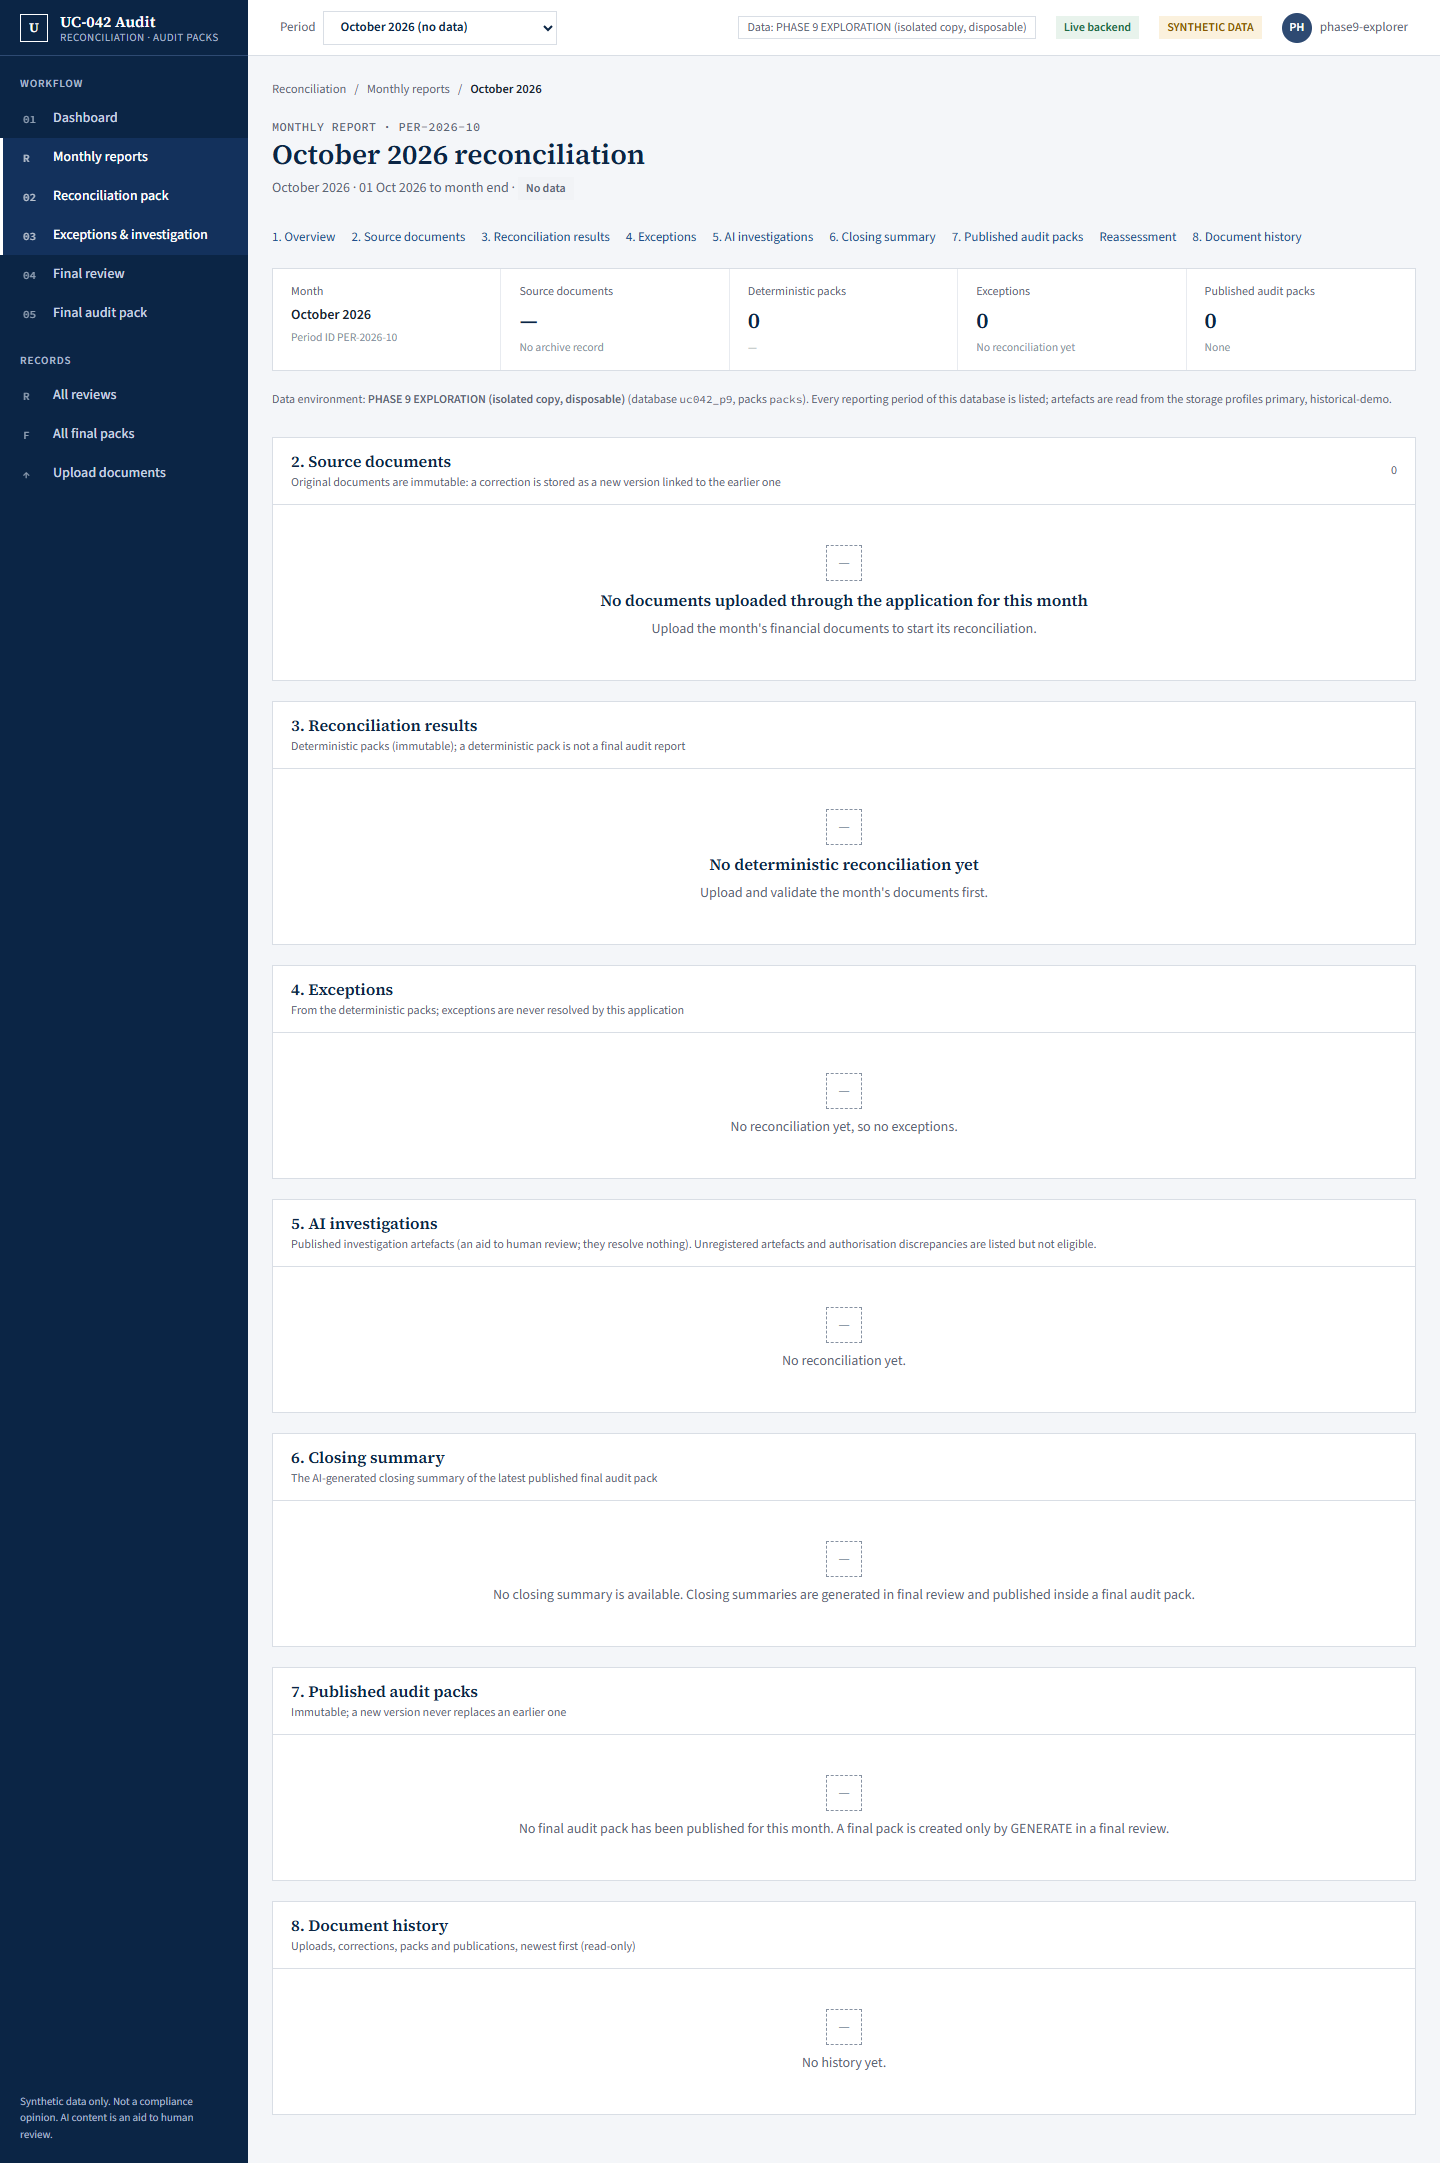 U
UC-042 Audit
RECONCILIATION · AUDIT PACKS
WORKFLOW
01 Dashboard
R Monthly reports
02 Reconciliation pack
03 Exceptions & investigation
04 Final review
05 Final audit pack
RECORDS
R All reviews
F All final packs
↑ Upload documents
Synthetic data only. Not a compliance
opinion. AI content is an aid to human
review.
Period October 2026 (no data) Data: PHASE 9 EXPLORATION (isolated copy, disposable) Live backend SYNTHETIC DATA PH phase9-explorer
Reconciliation / Monthly reports / October 2026
MONTHLY REPORT · PER-2026-10
October 2026 reconciliation
October 2026 · 01 Oct 2026 to month end · No data
1. Overview 2. Source documents 3. Reconciliation results 4. Exceptions 5. AI investigations 6. Closing summary 7. Published audit packs Reassessment 8. Document history
Month
October 2026
Period ID PER-2026-10
Source documents
—
No archive record
Deterministic packs
0
—
Exceptions
0
No reconciliation yet
Published audit packs
0
None
Data environment: PHASE 9 EXPLORATION (isolated copy, disposable) (database uc042_p9, packs packs). Every reporting period of this database is listed; artefacts are read from the storage profiles primary, historical-demo.
2. Source documents
Original documents are immutable: a correction is stored as a new version linked to the earlier one
0
—
No documents uploaded through the application for this month
Upload the month's financial documents to start its reconciliation.
3. Reconciliation results
Deterministic packs (immutable); a deterministic pack is not a final audit report
—
No deterministic reconciliation yet
Upload and validate the month's documents first.
4. Exceptions
From the deterministic packs; exceptions are never resolved by this application
—
No reconciliation yet, so no exceptions.
5. AI investigations
Published investigation artefacts (an aid to human review; they resolve nothing). Unregistered artefacts and authorisation discrepancies are listed but not eligible.
—
No reconciliation yet.
6. Closing summary
The AI-generated closing summary of the latest published final audit pack
—
No closing summary is available. Closing summaries are generated in final review and published inside a final audit pack.
7. Published audit packs
Immutable; a new version never replaces an earlier one
—
No final audit pack has been published for this month. A final pack is created only by GENERATE in a final review.
8. Document history
Uploads, corrections, packs and publications, newest first (read-only)
—
No history yet.